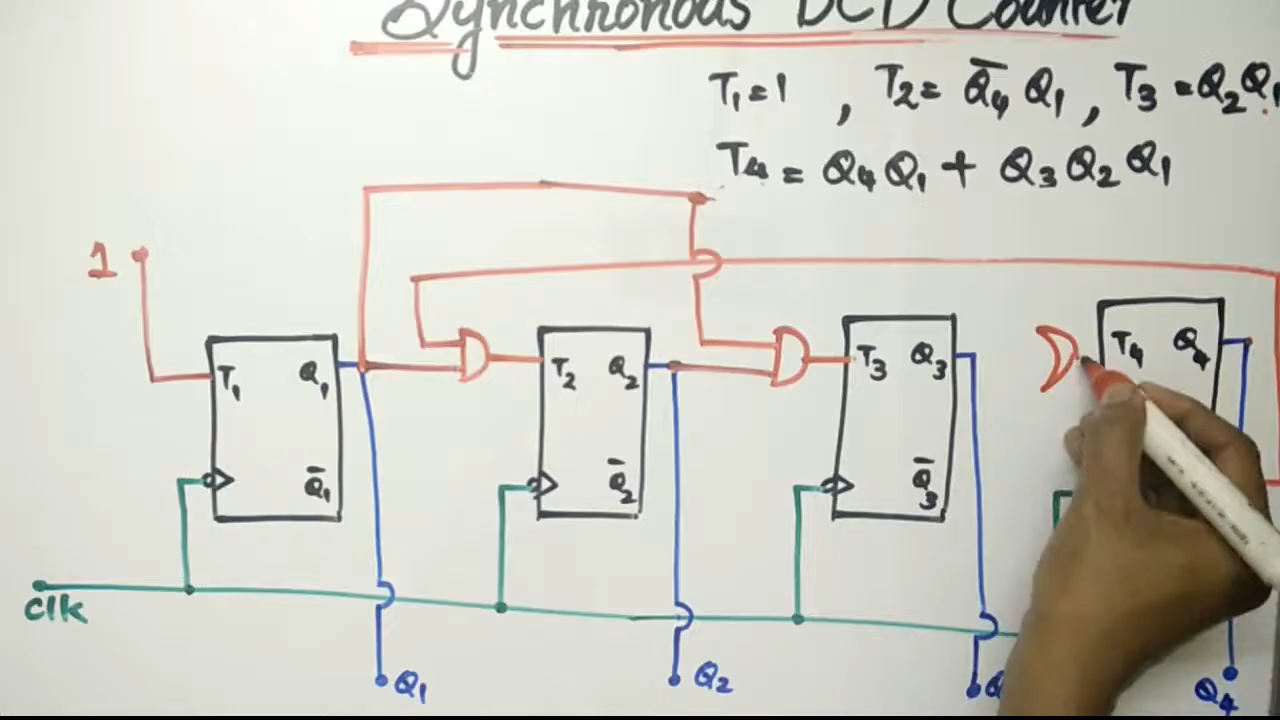 Synchronous BCD Counter
T₁=1 , T₂= Q̅₄ Q₁ , T₃ = Q₂Q₁
T₄ = Q₄Q₁ + Q₃Q₂Q₁
1
T₁ Q₁ T₂ Q₂ T₃ Q₃ T₄ Q₄
Q̅₁ Q̅₂ Q̅₃
clk
Q₁ Q₂ Q₄